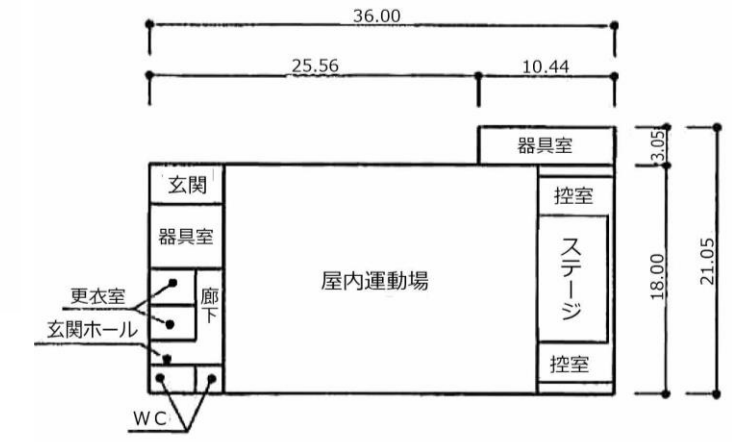 36.00
25.56
10.44
器具室
3.05
玄関
控室
器具室
ステージ
屋内運動場
18.00
21.05
更衣室
廊下
玄関ホール
控室
WC